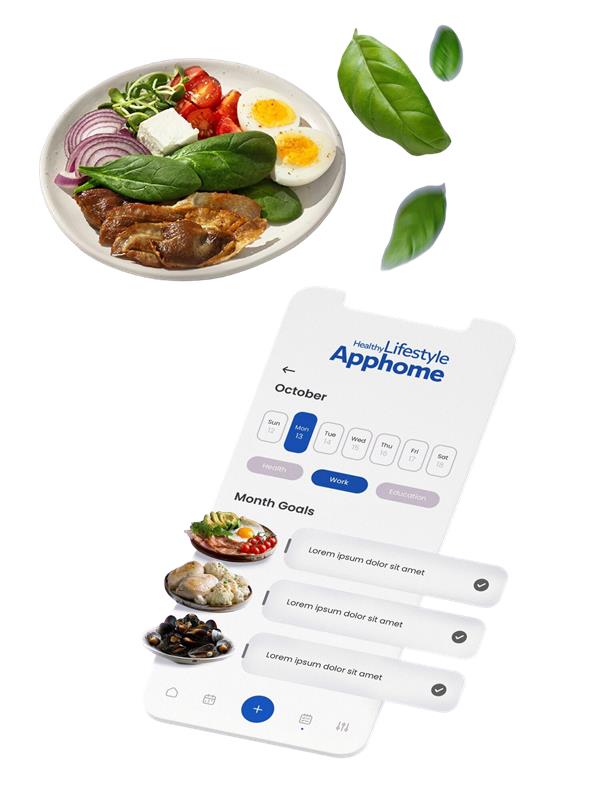 Healthy Lifestyle
Apphome
←
October
Sun Mon Tue Wed Thu Fri Sat
12 13 14 15 16 17 18
Health Work Education
Month Goals
Lorem ipsum dolor sit amet
Lorem ipsum dolor sit amet
Lorem ipsum dolor sit amet
+